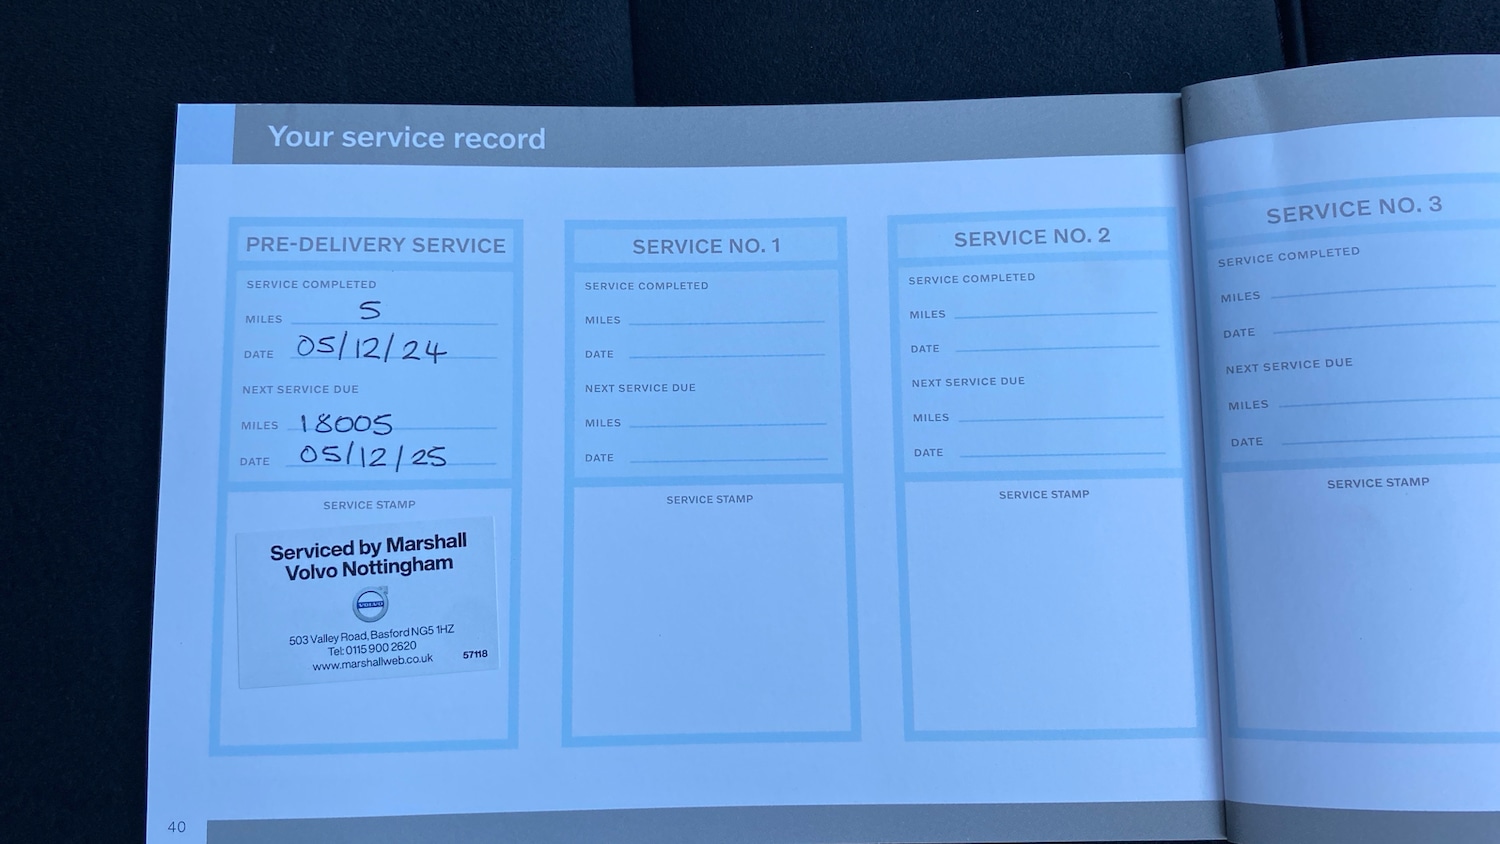 Your service record
PRE-DELIVERY SERVICE
SERVICE COMPLETED
MILES 5
DATE 05/12/24
NEXT SERVICE DUE
MILES 18005
DATE 05/12/25
SERVICE STAMP
Serviced by Marshall
Volvo Nottingham
VOLVO
503 Valley Road, Basford NG5 1HZ
Tel: 0115 900 2620
www.marshallweb.co.uk
57118
SERVICE NO. 1
SERVICE COMPLETED
MILES
DATE
NEXT SERVICE DUE
MILES
DATE
SERVICE STAMP
SERVICE NO. 2
SERVICE COMPLETED
MILES
DATE
NEXT SERVICE DUE
MILES
DATE
SERVICE STAMP
SERVICE NO. 3
SERVICE COMPLETED
MILES
DATE
NEXT SERVICE DUE
MILES
DATE
SERVICE STAMP
40